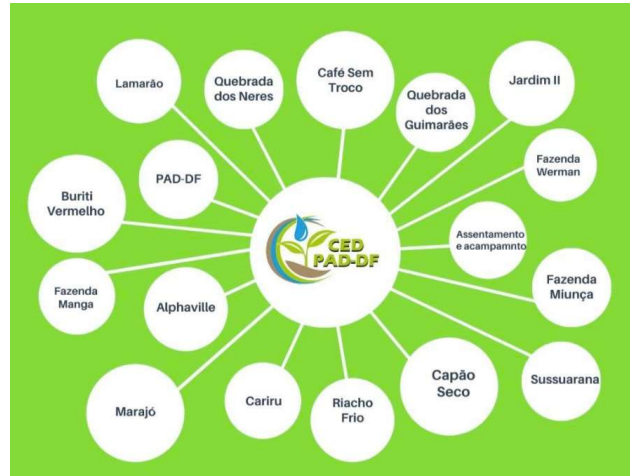 Lamarão
Quebrada
dos Neres
Café Sem
Troco
Quebrada
dos
Guimarães
Jardim II
PAD-DF
Fazenda
Werman
Buriti
Vermelho
CED
PAD-DF
Assentamento
e acampamnto
Fazenda
Manga
Alphaville
Fazenda
Miunça
Marajó
Cariru
Riacho
Frio
Capão
Seco
Sussuarana